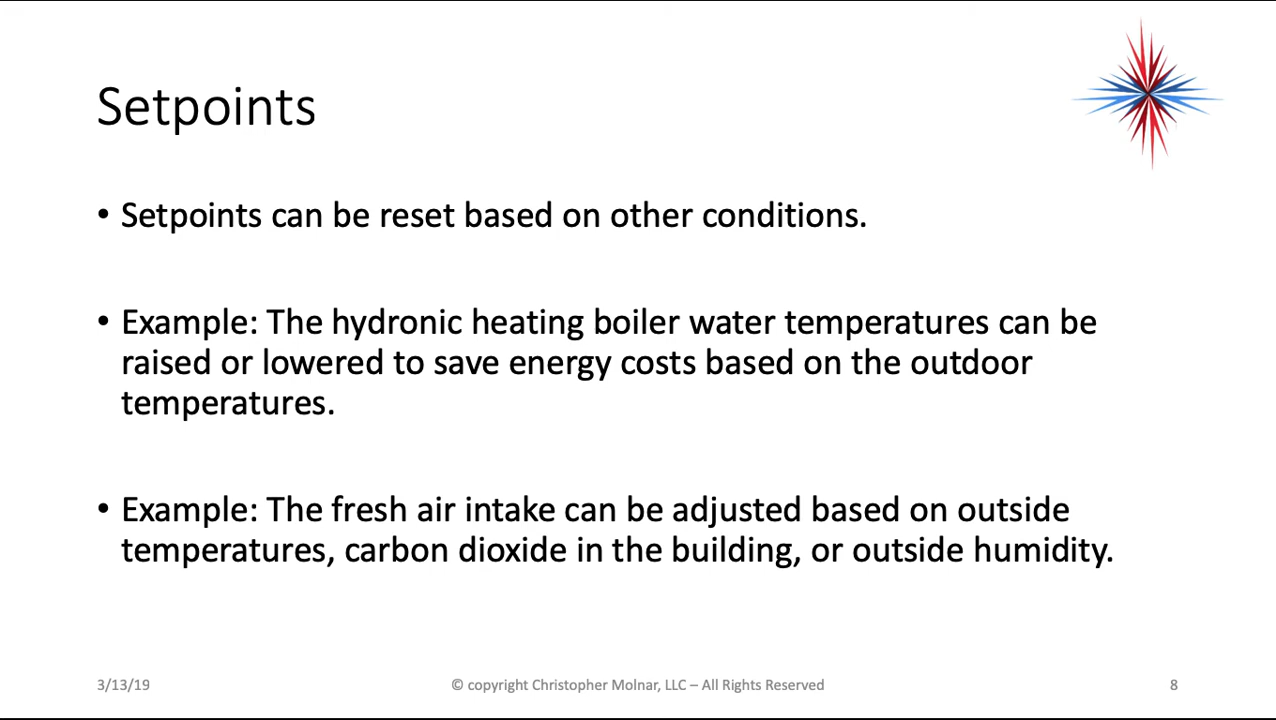 Setpoints
• Setpoints can be reset based on other conditions.
• Example: The hydronic heating boiler water temperatures can be
raised or lowered to save energy costs based on the outdoor
temperatures.
• Example: The fresh air intake can be adjusted based on outside
temperatures, carbon dioxide in the building, or outside humidity.
3/13/19
© copyright Christopher Molnar, LLC – All Rights Reserved
8